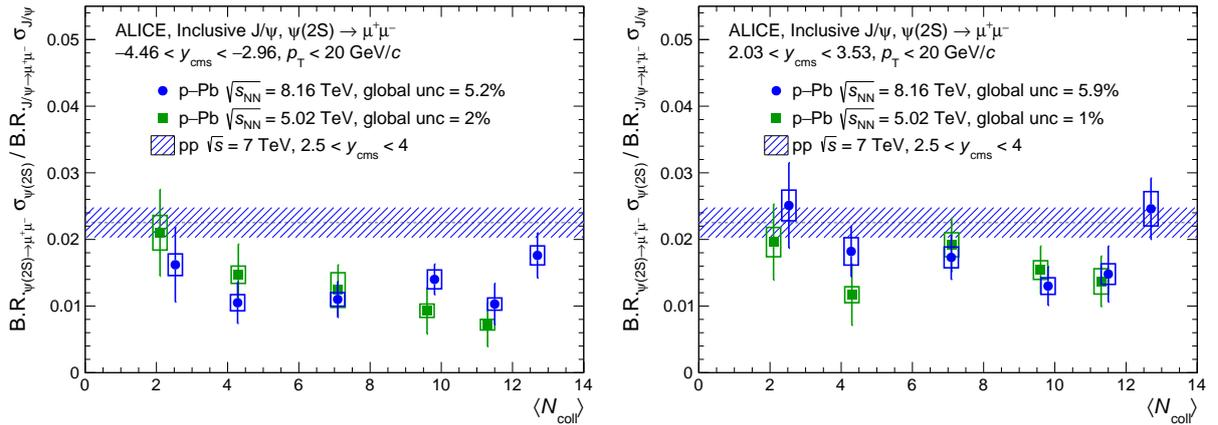 ALICE, Inclusive J/ψ, ψ(2S) → μ⁺μ⁻
−4.46 < y_cms < −2.96, p_T < 20 GeV/c
p−Pb √s_NN = 8.16 TeV, global unc = 5.2%
p−Pb √s_NN = 5.02 TeV, global unc = 2%
pp √s = 7 TeV, 2.5 < y_cms < 4
B.R._ψ(2S)→μ⁺μ⁻ σ_ψ(2S) / B.R._J/ψ→μ⁺μ⁻ σ_J/ψ
0.05
0.04
0.03
0.02
0.01
0
0 2 4 6 8 10 12 14
⟨N_coll⟩
ALICE, Inclusive J/ψ, ψ(2S) → μ⁺μ⁻
2.03 < y_cms < 3.53, p_T < 20 GeV/c
p−Pb √s_NN = 8.16 TeV, global unc = 5.9%
p−Pb √s_NN = 5.02 TeV, global unc = 1%
pp √s = 7 TeV, 2.5 < y_cms < 4
B.R._ψ(2S)→μ⁺μ⁻ σ_ψ(2S) / B.R._J/ψ→μ⁺μ⁻ σ_J/ψ
0.05
0.04
0.03
0.02
0.01
0
0 2 4 6 8 10 12 14
⟨N_coll⟩